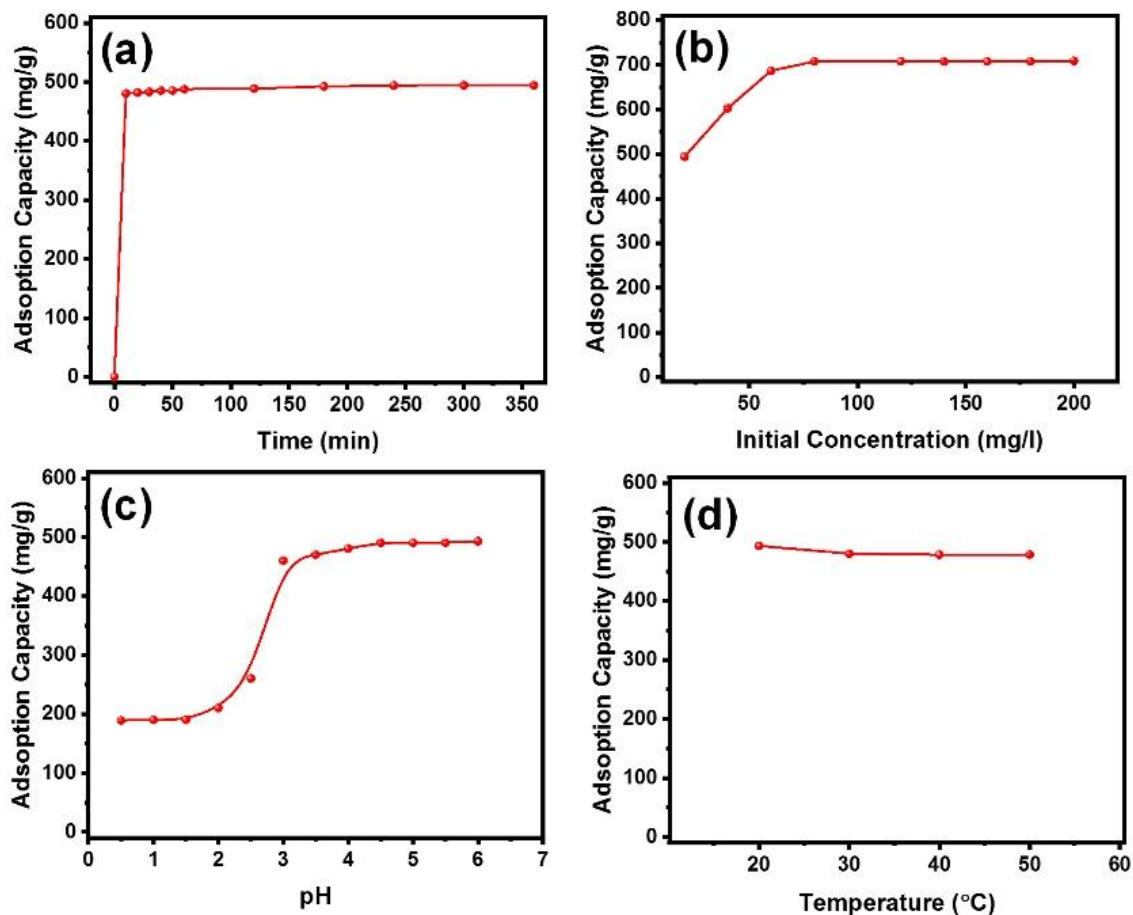 (a)
Adsoption Capacity (mg/g)
600
500
400
300
200
100
0
0 50 100 150 200 250 300 350
Time (min)
(b)
Adsoption Capacity (mg/g)
800
700
600
500
400
300
200
100
0
50 100 150 200
Initial Concentration (mg/l)
(c)
Adsoption Capacity (mg/g)
600
500
400
300
200
100
0
0 1 2 3 4 5 6 7
pH
(d)
Adsoption Capacity (mg/g)
600
500
400
300
200
100
0
20 30 40 50 60
Temperature (°C)